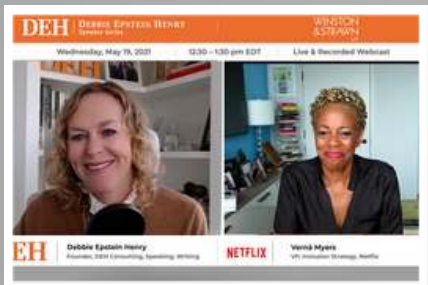 DEH DEBBIE EPSTEIN HENRY
Speaker Series
WINSTON
& STRAWN
LLP
Wednesday, May 19, 2021 12:30 – 1:30 pm EDT Live & Recorded Webcast
EH Debbie Epstein Henry
Founder, DEH Consulting, Speaking, Writing
NETFLIX Vernā Myers
VP, Inclusion Strategy, Netflix